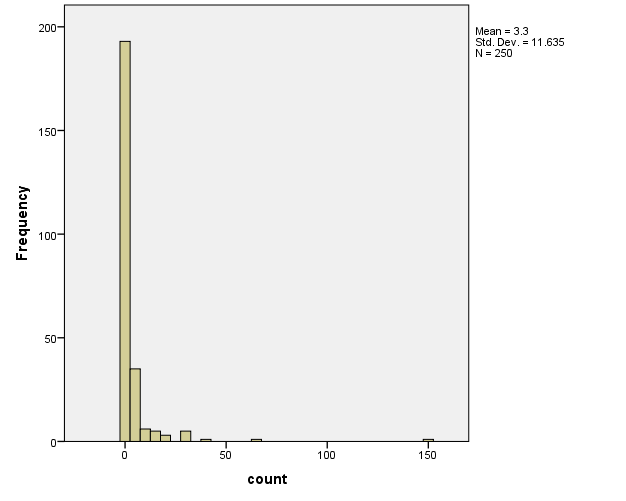 200
150
100
50
0
Frequency
0 50 100 150
count
Mean = 3.3
Std. Dev. = 11.635
N = 250